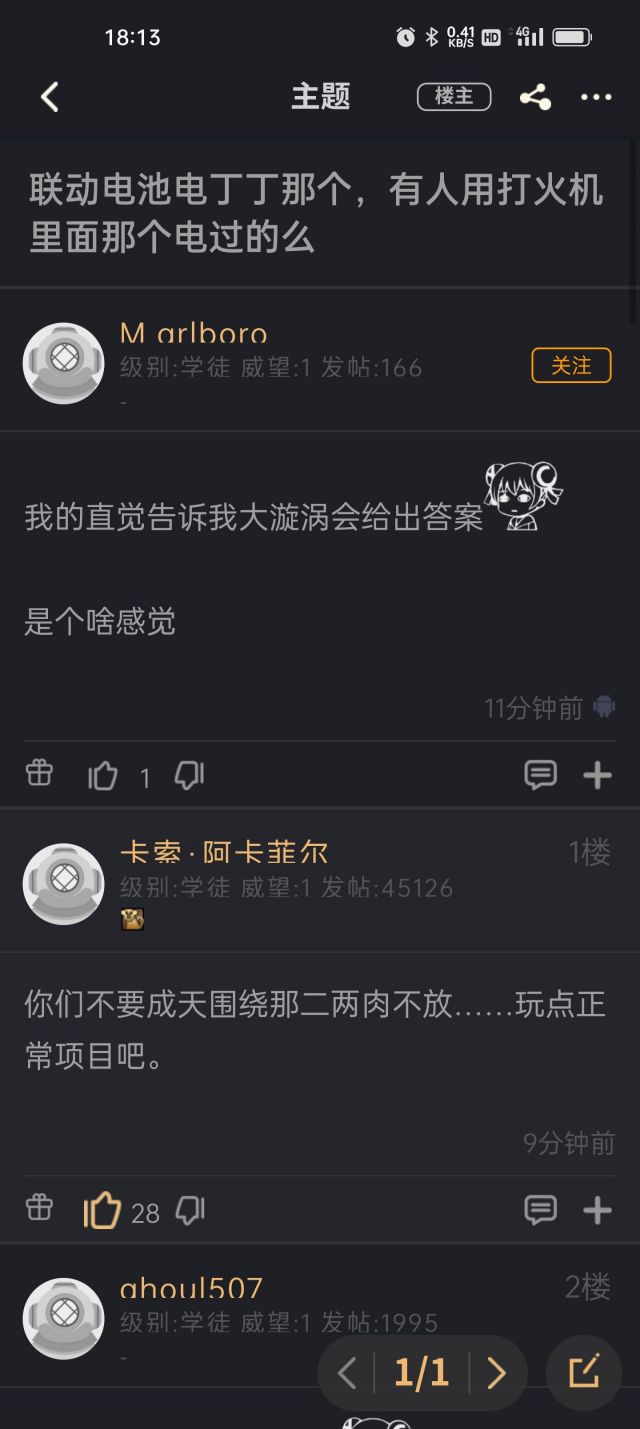 18:13
0.41
KB/S
HD
4G
主题
楼主
联动电池电丁丁那个，有人用打火机
里面那个电过的么
M arlboro
级别:学徒 威望:1 发帖:166
关注
-
我的直觉告诉我大漩涡会给出答案
是个啥感觉
11分钟前
1
卡索·阿卡菲尔
1楼
级别:学徒 威望:1 发帖:45126
你们不要成天围绕那二两肉不放......玩点正
常项目吧。
9分钟前
28
ghoul507
2楼
级别:学徒 威望:1 发帖:1995
-
1/1